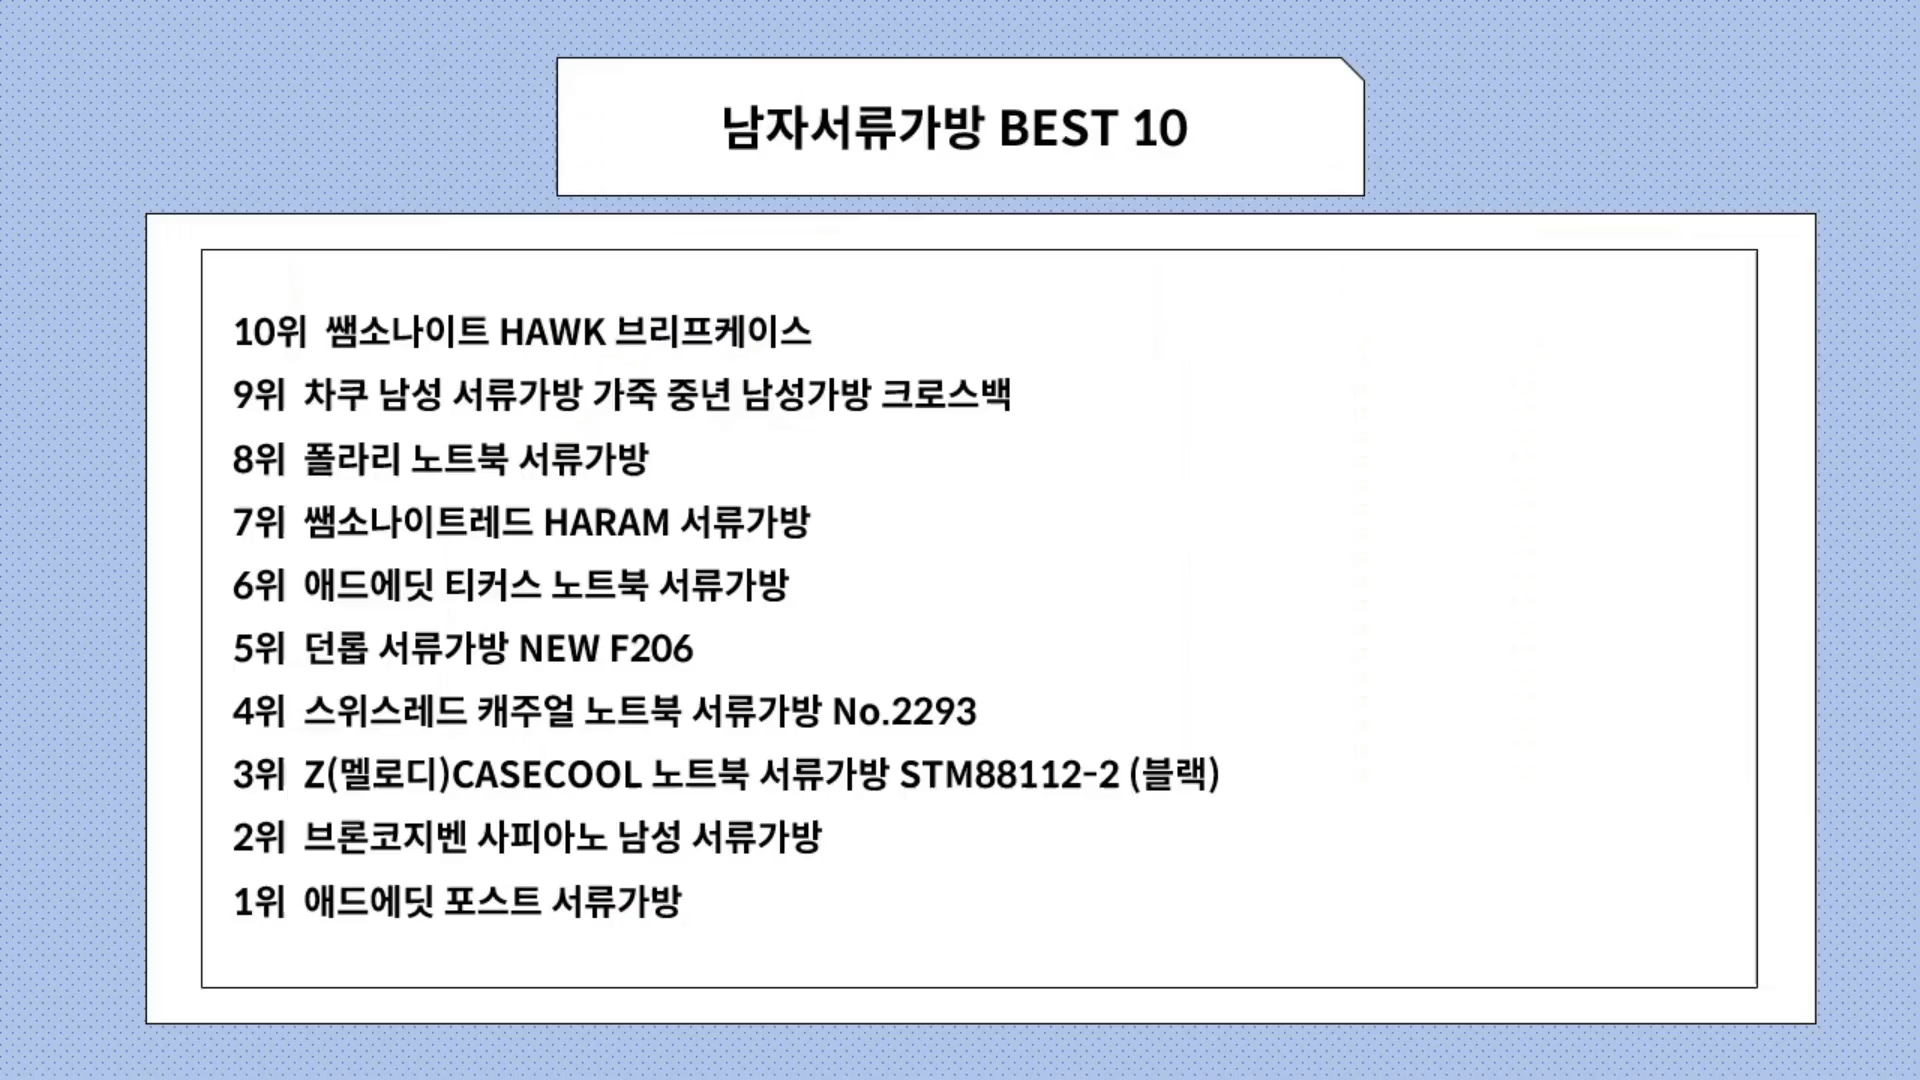 남자서류가방 BEST 10
10위 쌤소나이트 HAWK 브리프케이스
9위 차쿠 남성 서류가방 가죽 중년 남성가방 크로스백
8위 폴라리 노트북 서류가방
7위 쌤소나이트레드 HARAM 서류가방
6위 애드에딧 티커스 노트북 서류가방
5위 던롭 서류가방 NEW F206
4위 스위스레드 캐주얼 노트북 서류가방 No.2293
3위 Z(멜로디)CASECOOL 노트북 서류가방 STM88112-2 (블랙)
2위 브론코지벤 사피아노 남성 서류가방
1위 애드에딧 포스트 서류가방